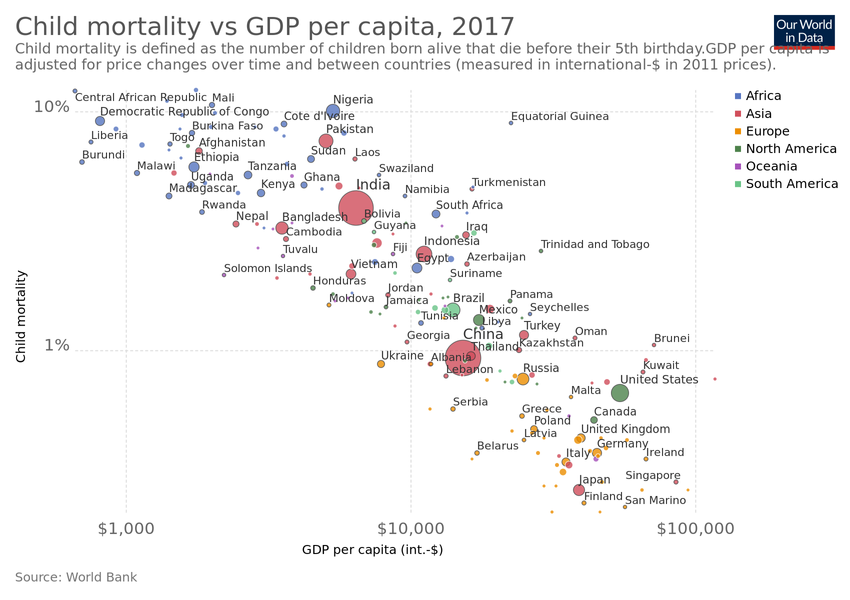 Child mortality vs GDP per capita, 2017
Our World
in Data
Child mortality is defined as the number of children born alive that die before their 5th birthday.GDP per capita is
adjusted for price changes over time and between countries (measured in international-$ in 2011 prices).
Child mortality
10%
1%
Central African Republic
Mali
Nigeria
Democratic Republic of Congo
Cote d'Ivoire
Equatorial Guinea
Burkina Faso
Pakistan
Liberia
Togo
Afghanistan
Sudan
Laos
Burundi
Ethiopia
Malawi
Tanzania
Swaziland
Uganda
Kenya
Ghana
India
Namibia
Turkmenistan
Madagascar
Rwanda
Nepal
Bangladesh
Bolivia
South Africa
Cambodia
Guyana
Iraq
Tuvalu
Fiji
Indonesia
Trinidad and Tobago
Solomon Islands
Vietnam
Egypt
Azerbaijan
Suriname
Honduras
Jordan
Moldova
Jamaica
Brazil
Panama
Tunisia
Mexico
Seychelles
Libya
Georgia
China
Turkey
Oman
Thailand
Kazakhstan
Brunei
Ukraine
Albania
Lebanon
Russia
Kuwait
United States
Malta
Serbia
Greece
Canada
Poland
Latvia
United Kingdom
Belarus
Italy
Germany
Ireland
Japan
Singapore
Finland
San Marino
Africa
Asia
Europe
North America
Oceania
South America
$1,000
$10,000
$100,000
GDP per capita (int.-$)
Source: World Bank